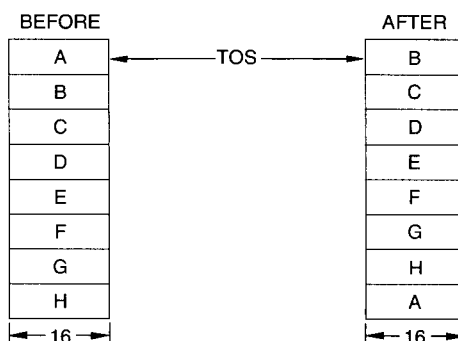 BEFORE AFTER
A TOS B
B C
C D
D E
E F
F G
G H
H A
16 16